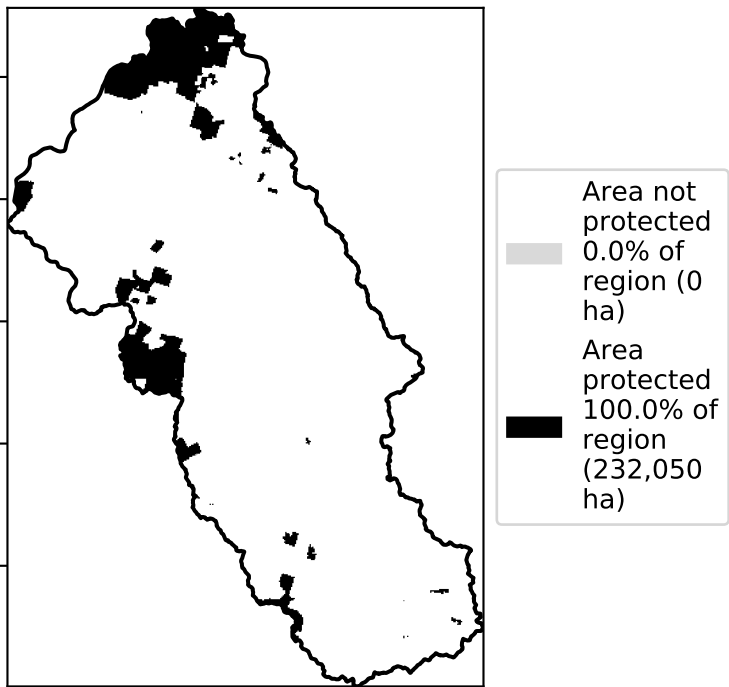 Area not
protected
0.0% of
region (0
ha)
Area
protected
100.0% of
region
(232,050
ha)